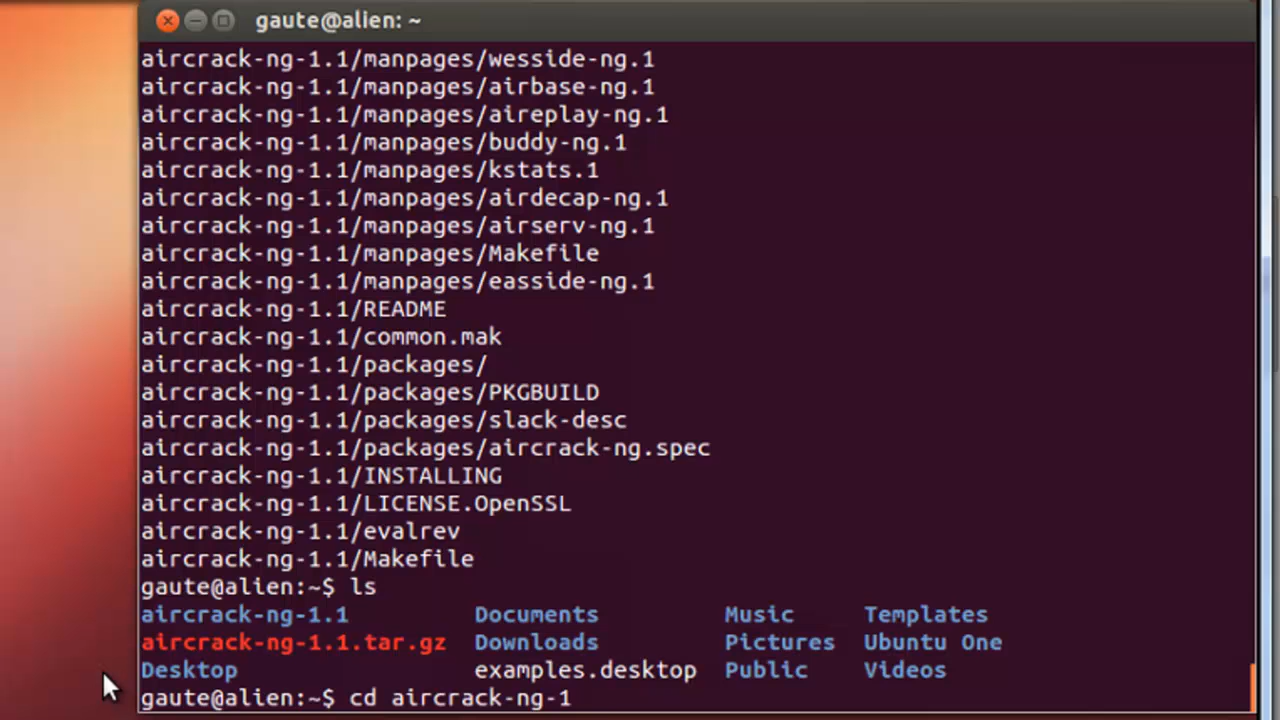 gaute@alien: ~
aircrack-ng-1.1/manpages/wesside-ng.1
aircrack-ng-1.1/manpages/airbase-ng.1
aircrack-ng-1.1/manpages/aireplay-ng.1
aircrack-ng-1.1/manpages/buddy-ng.1
aircrack-ng-1.1/manpages/kstats.1
aircrack-ng-1.1/manpages/airdecap-ng.1
aircrack-ng-1.1/manpages/airserv-ng.1
aircrack-ng-1.1/manpages/Makefile
aircrack-ng-1.1/manpages/easside-ng.1
aircrack-ng-1.1/README
aircrack-ng-1.1/common.mak
aircrack-ng-1.1/packages/
aircrack-ng-1.1/packages/PKGBUILD
aircrack-ng-1.1/packages/slack-desc
aircrack-ng-1.1/packages/aircrack-ng.spec
aircrack-ng-1.1/INSTALLING
aircrack-ng-1.1/LICENSE.OpenSSL
aircrack-ng-1.1/evalrev
aircrack-ng-1.1/Makefile
gaute@alien:~$ ls
aircrack-ng-1.1 Documents Music Templates
aircrack-ng-1.1.tar.gz Downloads Pictures Ubuntu One
Desktop examples.desktop Public Videos
gaute@alien:~$ cd aircrack-ng-1